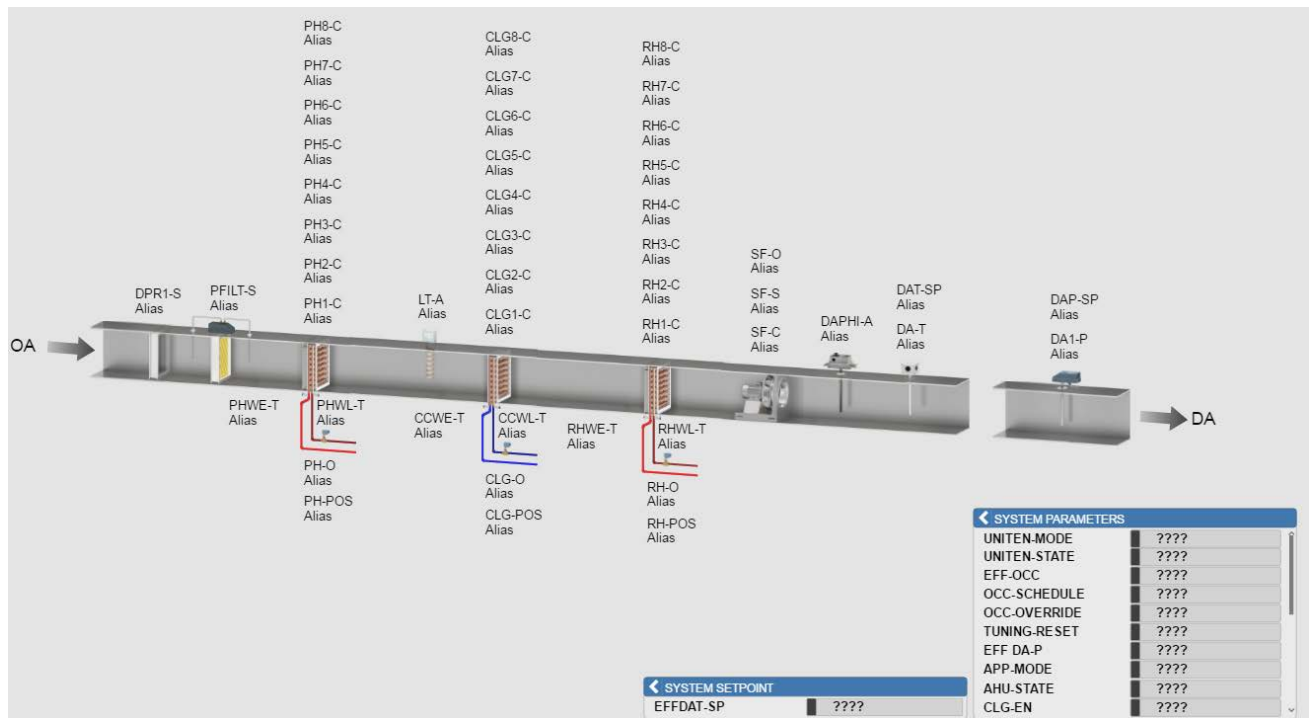 PH8-C
Alias
PH7-C
Alias
PH6-C
Alias
PH5-C
Alias
PH4-C
Alias
PH3-C
Alias
PH2-C
Alias
PH1-C
Alias
CLG8-C
Alias
CLG7-C
Alias
CLG6-C
Alias
CLG5-C
Alias
CLG4-C
Alias
CLG3-C
Alias
CLG2-C
Alias
CLG1-C
Alias
RH8-C
Alias
RH7-C
Alias
RH6-C
Alias
RH5-C
Alias
RH4-C
Alias
RH3-C
Alias
RH2-C
Alias
RH1-C
Alias
DPR1-S
Alias
PFILT-S
Alias
LT-A
Alias
SF-O
Alias
SF-S
Alias
SF-C
Alias
DAPHI-A
Alias
DAT-SP
Alias
DA-T
Alias
DAP-SP
Alias
DA1-P
Alias
OA
DA
PHWE-T
Alias
PHWL-T
Alias
CCWE-T
Alias
CCWL-T
Alias
RHWE-T
Alias
RHWL-T
Alias
PH-O
Alias
PH-POS
Alias
CLG-O
Alias
CLG-POS
Alias
RH-O
Alias
RH-POS
Alias
SYSTEM PARAMETERS
UNITEN-MODE ????
UNITEN-STATE ????
EFF-OCC ????
OCC-SCHEDULE ????
OCC-OVERRIDE ????
TUNING-RESET ????
EFF DA-P ????
APP-MODE ????
AHU-STATE ????
CLG-EN ????
SYSTEM SETPOINT
EFFDAT-SP ????